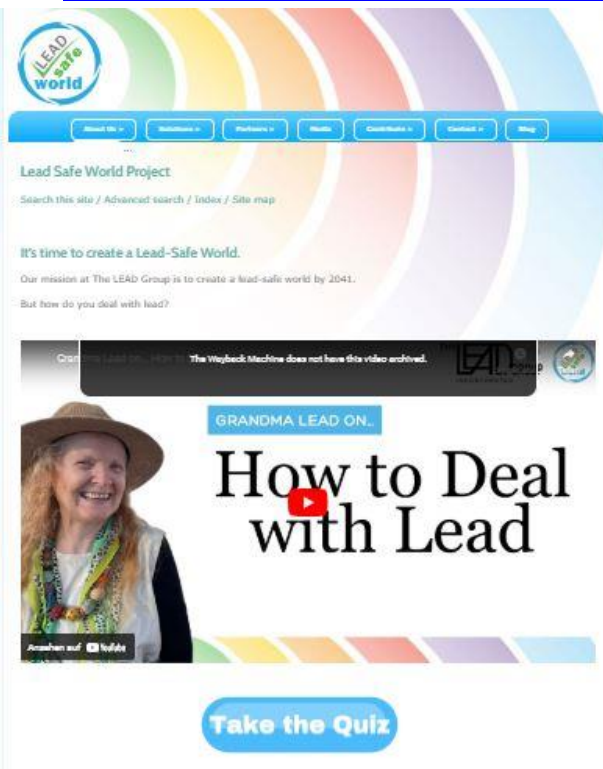 LEAD
safe
world
About Us »
Solutions »
Partners »
Media
Contribute »
Contact »
Blog
...
Lead Safe World Project
Search this site / Advanced search / Index / Site map
It's time to create a Lead-Safe World.
Our mission at The LEAD Group is to create a lead-safe world by 2041.
But how do you deal with lead?
The Wayback Machine does not have this video archived.
LEAD
GRANDMA LEAD ON..
How to Deal
with Lead
Ansehen auf YouTube
Take the Quiz